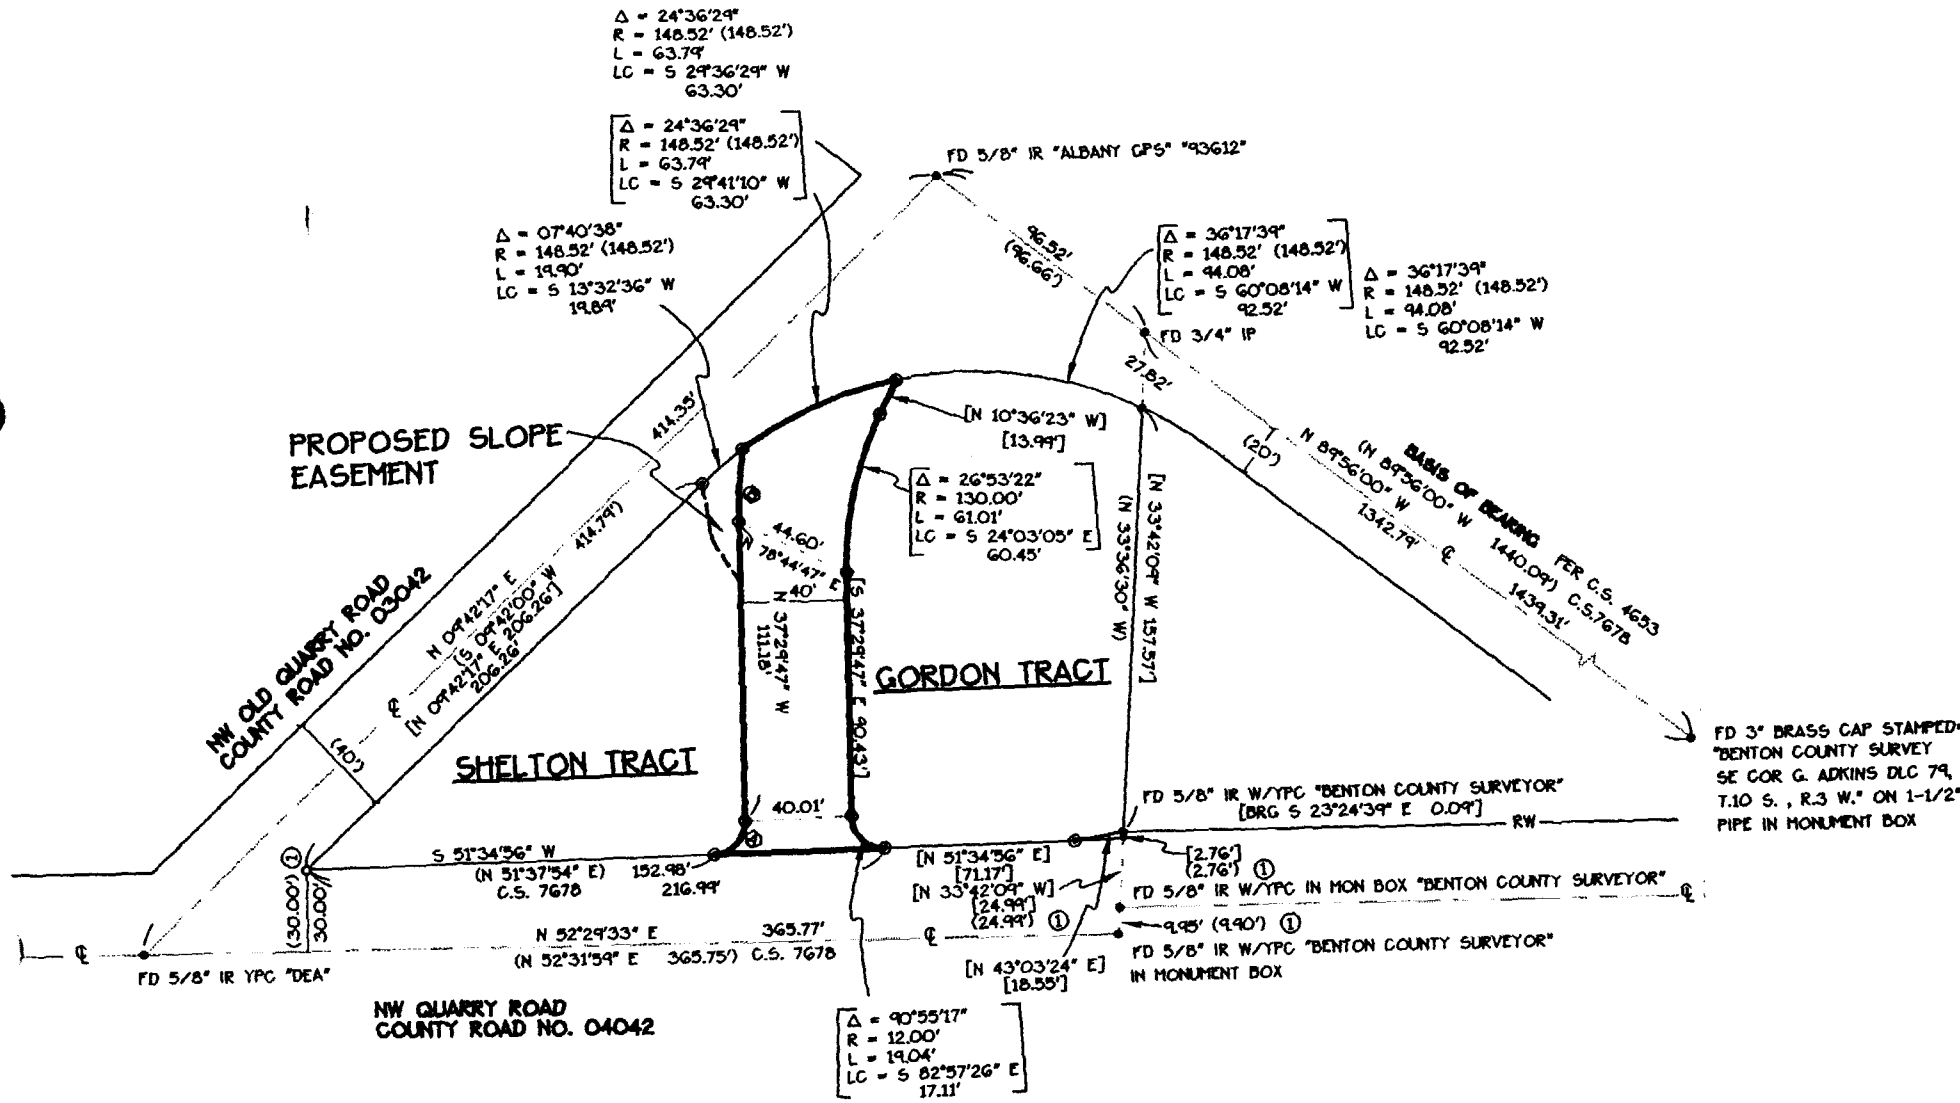 Δ = 24°36'29"
R = 148.52' (148.52')
L = 63.79'
LC = S 29°36'29" W
63.30'
Δ = 24°36'29"
R = 148.52' (148.52')
L = 63.79'
LC = S 29°41'10" W
63.30'
Δ = 07°40'38"
R = 148.52' (148.52')
L = 19.90'
LC = S 13°32'36" W
19.89'
FD 5/8" IR "ALBANY GPS" "93612"
96.52'
(96.66')
Δ = 36°17'39"
R = 148.52' (148.52')
L = 94.08'
LC = S 60°08'14" W
92.52'
Δ = 36°17'39"
R = 148.52' (148.52')
L = 94.08'
LC = S 60°08'14" W
92.52'
FD 3/4" IP
27.82'
PROPOSED SLOPE
EASEMENT
414.35'
414.79')
[N 10°36'23" W]
[13.99']
Δ = 26°53'22"
R = 130.00'
L = 61.01'
LC = S 24°03'05" E
60.45'
44.60'
N 78°44'47" E
40'
N 37°29'47" W
111.18'
[S 37°29'47" E 90.43']
[N 33°42'09" W 157.57']
(N 33°36'30" W)
(20')
BASIS OF BEARING PER C.S. 4653
(N 89°56'00" W 1440.09') C.S.7678
N 89°56'00" W 1439.31'
1342.79' ℄
NW OLD QUARRY ROAD
COUNTY ROAD NO. 03042
N 09°42'17" E
(S 09°42'00" W
[N 09°42'17" E 206.26']
206.26'
℄
(40')
SHELTON TRACT
GORDON TRACT
FD 3" BRASS CAP STAMPED:
"BENTON COUNTY SURVEY
SE COR G. ADKINS DLC 79,
T.10 S. , R.3 W." ON 1-1/2"
PIPE IN MONUMENT BOX
40.01'
FD 5/8" IR W/YPC "BENTON COUNTY SURVEYOR"
[BRG S 23°24'39" E 0.09']
RW
S 51°34'56" W
(N 51°37'54" E) 152.98'
C.S. 7678 216.99'
[N 51°34'56" E]
[71.17']
[N 33°42'09" W]
[24.99']
(24.99') ①
[2.76']
(2.76') ①
FD 5/8" IR W/YPC IN MON BOX "BENTON COUNTY SURVEYOR"
℄
9.95' (9.90') ①
FD 5/8" IR W/YPC "BENTON COUNTY SURVEYOR"
IN MONUMENT BOX
(30.00') ①
30.00'
℄
N 52°29'33" E 365.77' ℄
(N 52°31'59" E 365.75') C.S. 7678
FD 5/8" IR YPC "DEA"
[N 43°03'24" E]
[18.55']
NW QUARRY ROAD
COUNTY ROAD NO. 04042
Δ = 90°55'17"
R = 12.00'
L = 19.04'
LC = S 82°57'26" E
17.11'